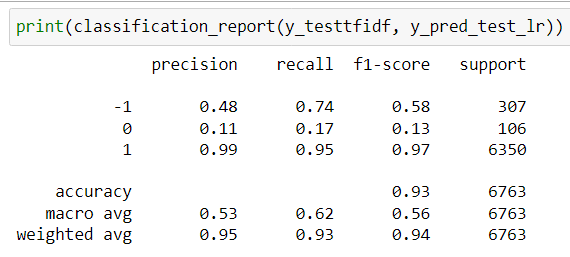 print(classification_report(y_testtfidf, y_pred_test_lr))
precision recall f1-score support
-1 0.48 0.74 0.58 307
0 0.11 0.17 0.13 106
1 0.99 0.95 0.97 6350
accuracy 0.93 6763
macro avg 0.53 0.62 0.56 6763
weighted avg 0.95 0.93 0.94 6763